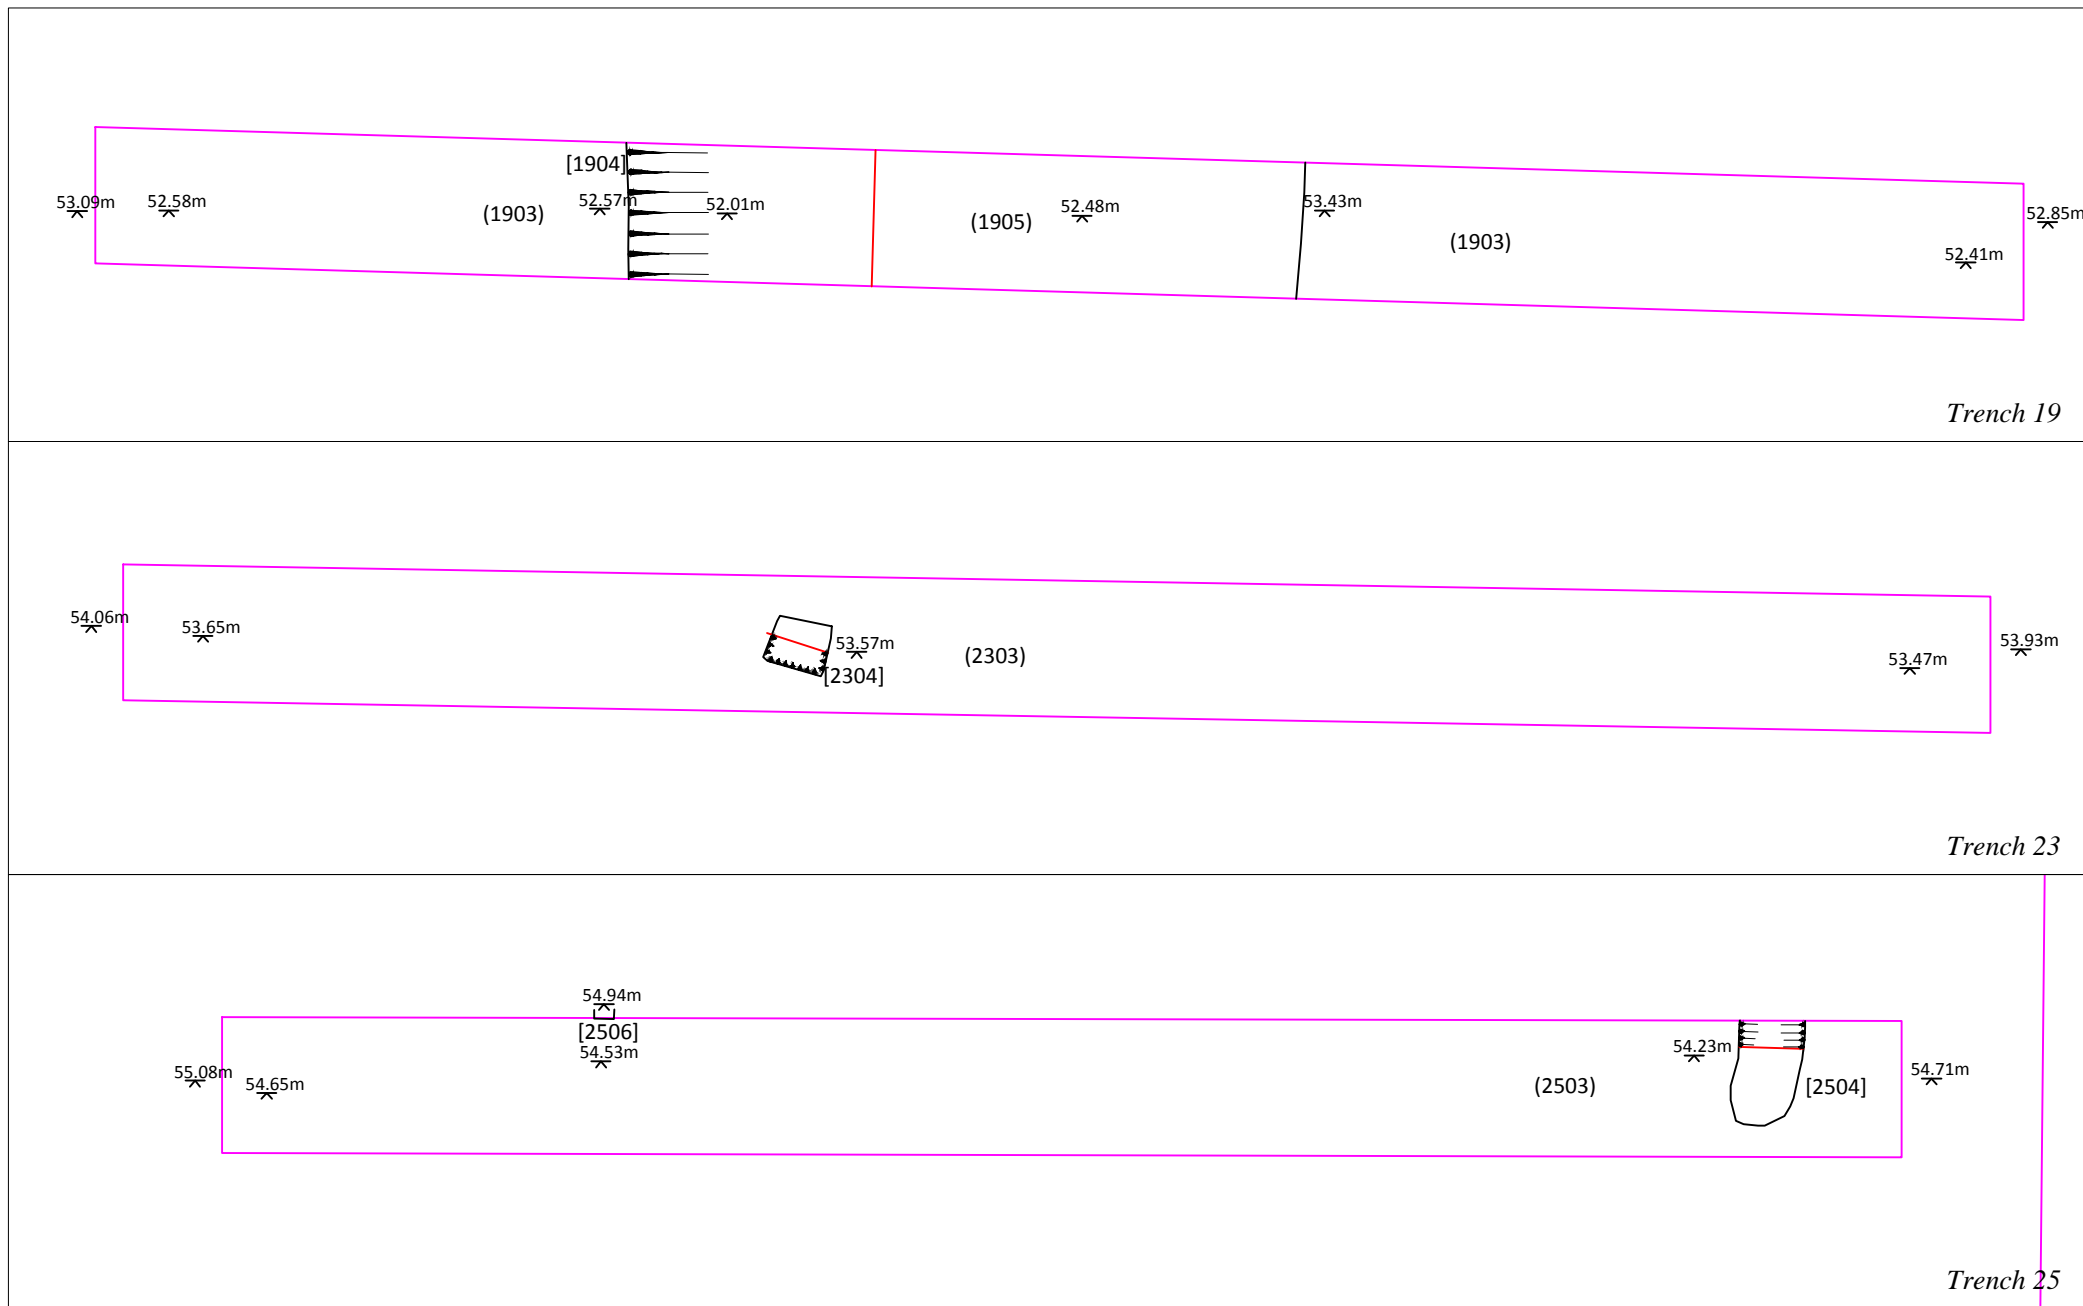 [1904]
53.09m
52.58m
(1903)
52.57m
52.01m
(1905)
52.48m
53.43m
(1903)
52.41m
52.85m
Trench 19
54.06m
53.65m
53.57m
[2304]
(2303)
53.47m
53.93m
Trench 23
54.94m
[2506]
54.53m
55.08m
54.65m
(2503)
54.23m
[2504]
54.71m
Trench 25